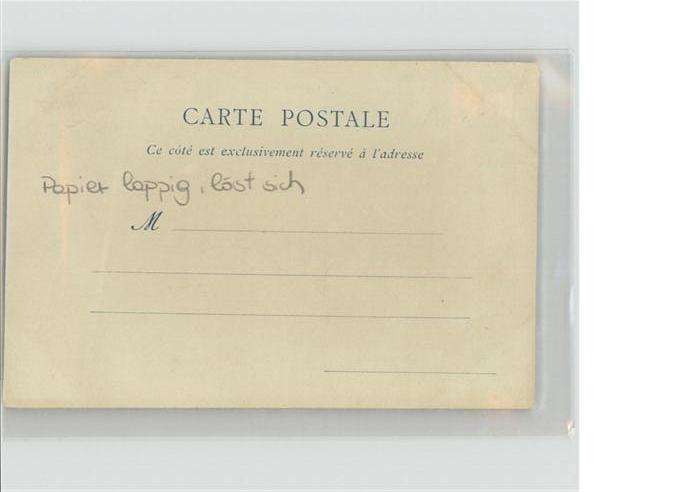 CARTE POSTALE
Ce côté est exclusivement réservé à l'adresse
Papier lappig, löst sich
M